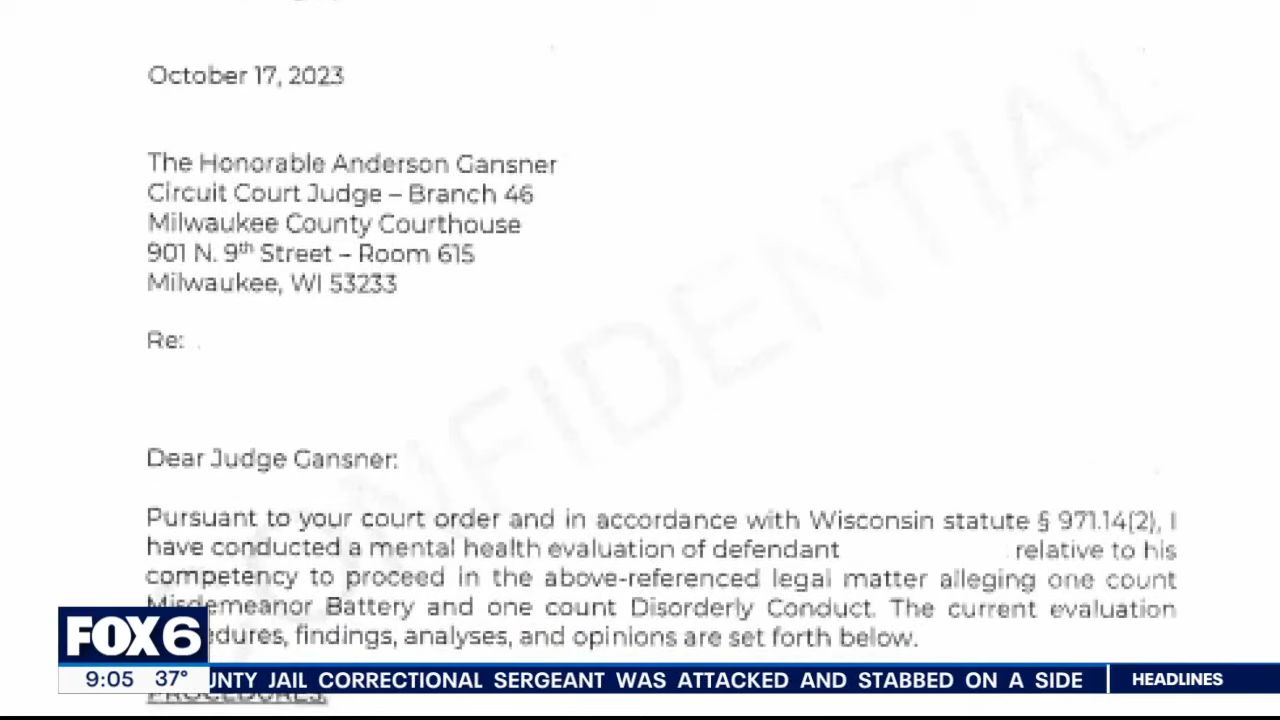 October 17, 2023
The Honorable Anderson Gansner
Circuit Court Judge – Branch 46
Milwaukee County Courthouse
901 N. 9th Street – Room 615
Milwaukee, WI 53233
Re:
Dear Judge Gansner:
Pursuant to your court order and in accordance with Wisconsin statute § 971.14(2), I
have conducted a mental health evaluation of defendant relative to his
competency to proceed in the above-referenced legal matter alleging one count
Misdemeanor Battery and one count Disorderly Conduct. The current evaluation
edures, findings, analyses, and opinions are set forth below.
PROCEDURES:
CONFIDENTIAL
FOX6
9:05 37° UNTY JAIL CORRECTIONAL SERGEANT WAS ATTACKED AND STABBED ON A SIDE HEADLINES